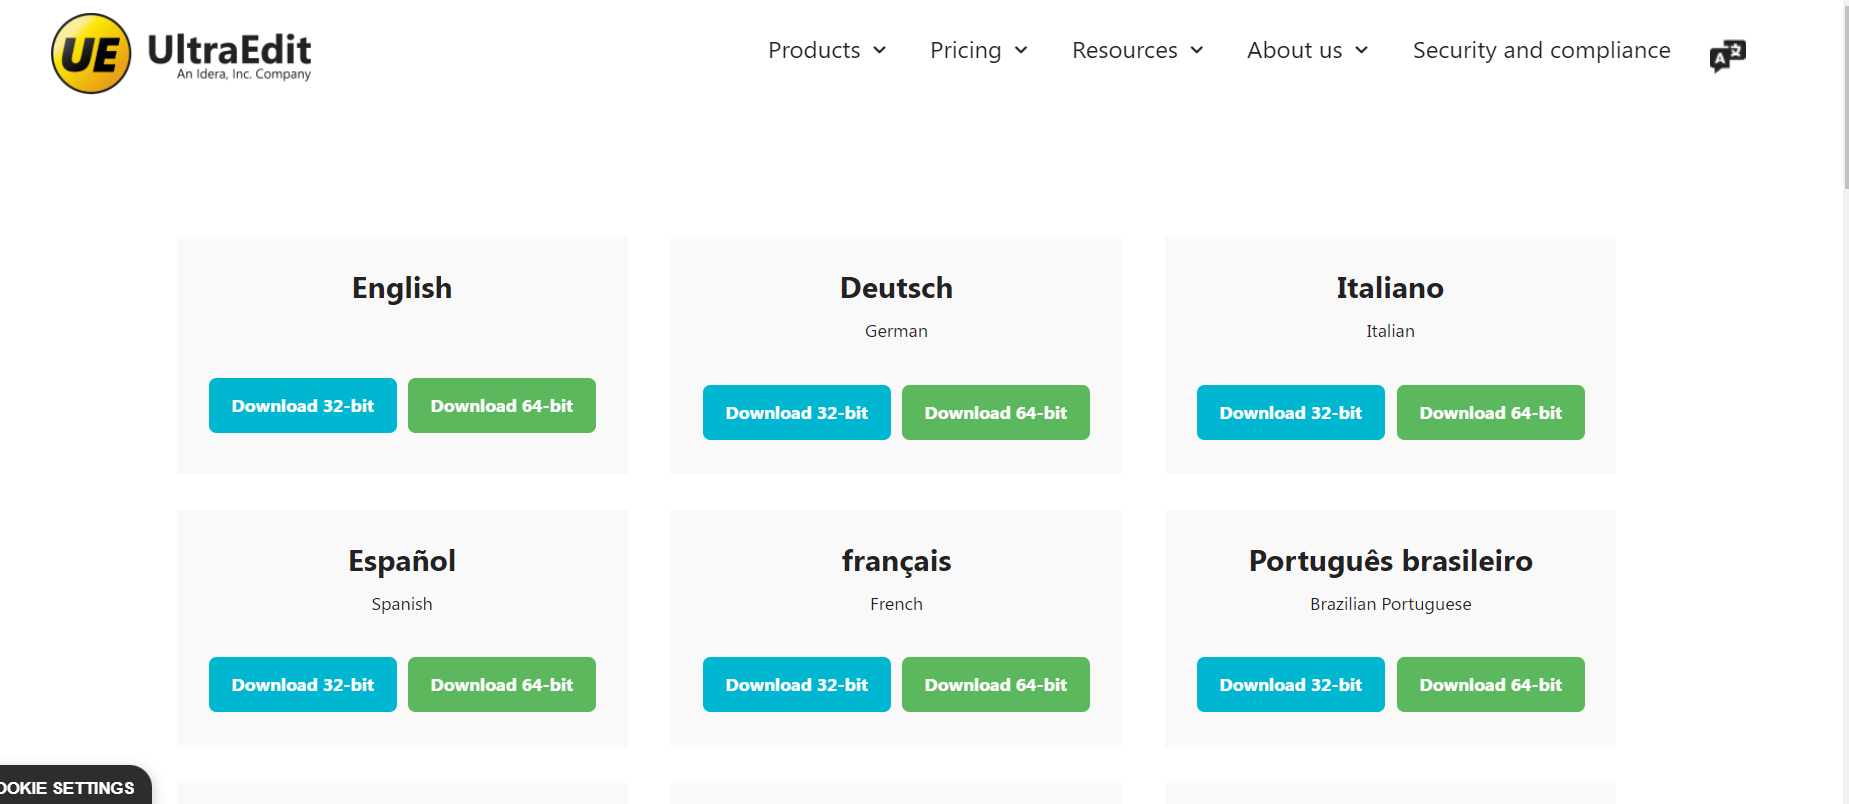 UE UltraEdit
An Idera, Inc. Company
Products Pricing Resources About us Security and compliance
English
Download 32-bit Download 64-bit
Deutsch
German
Download 32-bit Download 64-bit
Italiano
Italian
Download 32-bit Download 64-bit
Español
Spanish
Download 32-bit Download 64-bit
français
French
Download 32-bit Download 64-bit
Português brasileiro
Brazilian Portuguese
Download 32-bit Download 64-bit
OOKIE SETTINGS